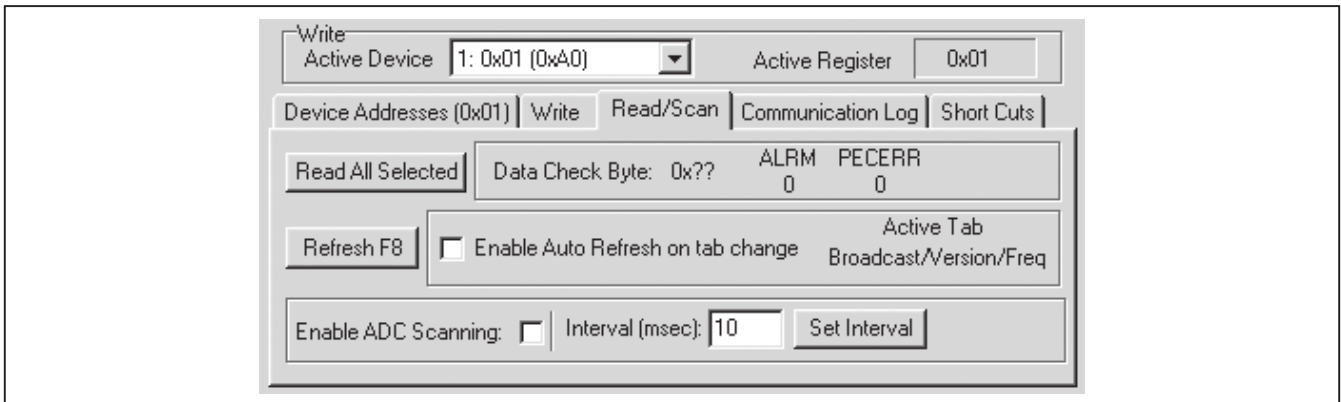 Write
Active Device 1: 0x01 (0xA0) Active Register 0x01
Device Addresses (0x01) Write Read/Scan Communication Log Short Cuts
Read All Selected Data Check Byte: 0x?? ALRM PECERR
0 0
Refresh F8 Enable Auto Refresh on tab change Active Tab
Broadcast/Version/Freq
Enable ADC Scanning: Interval (msec): 10 Set Interval